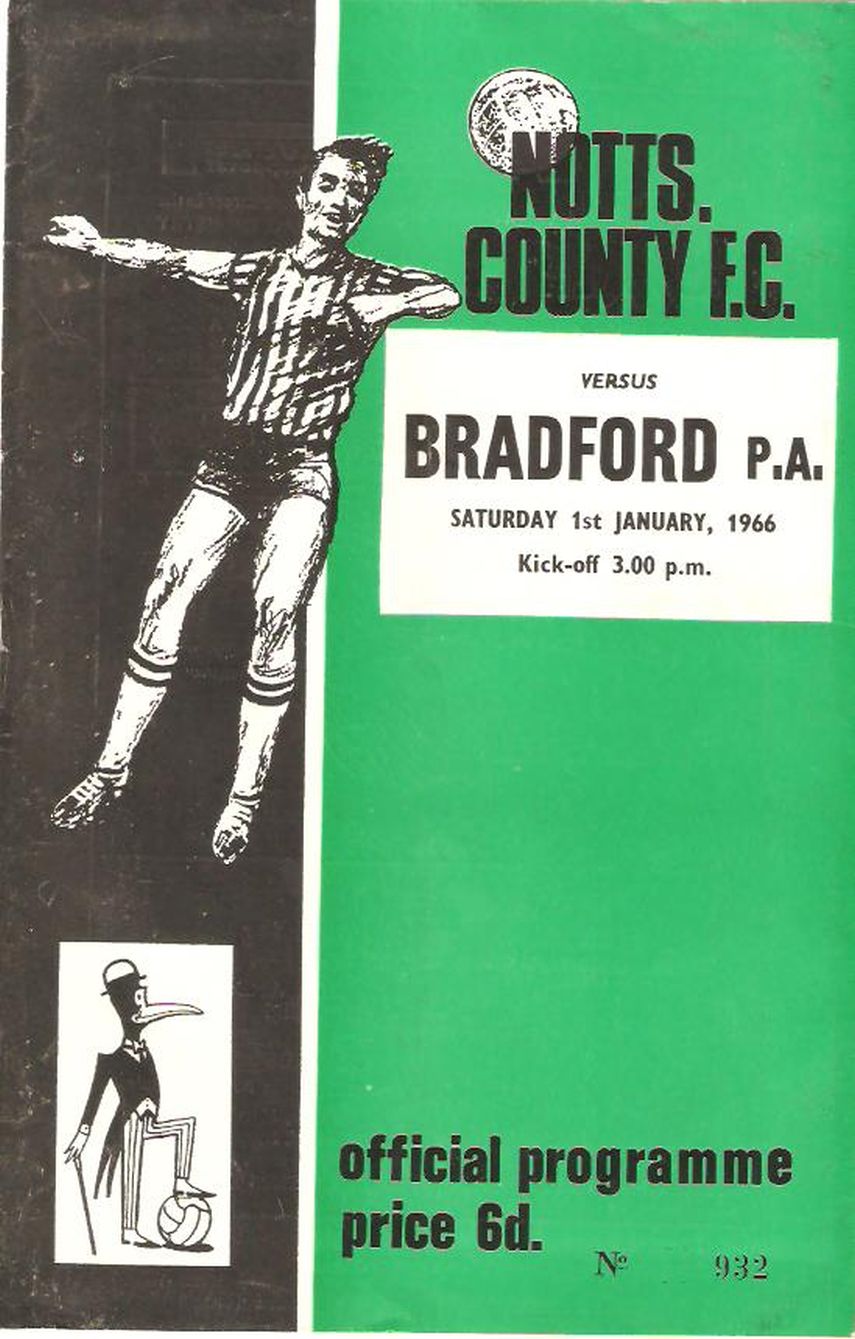 NOTTS.
COUNTY F.C.
VERSUS
BRADFORD P.A.
SATURDAY 1st JANUARY, 1966
Kick-off 3.00 p.m.
official programme
price 6d.
Nº 932